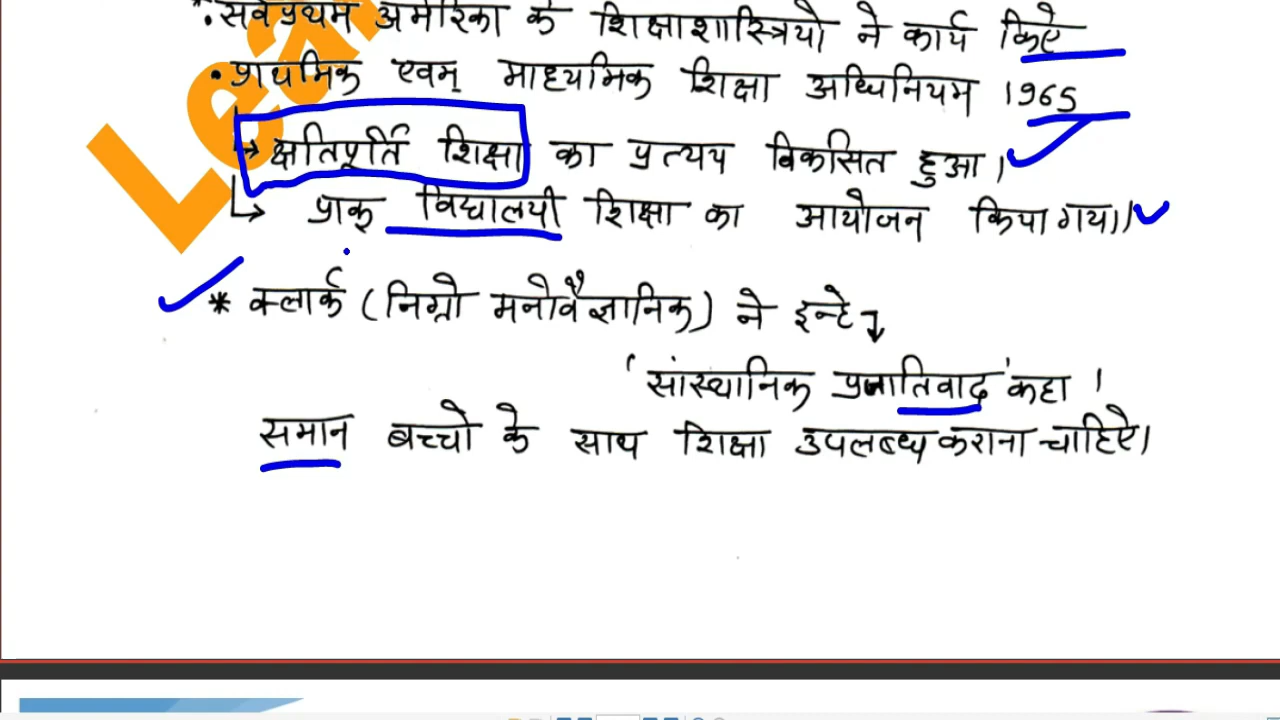 • सर्वप्रथम अमेरिका के शिक्षाशास्त्रियो ने कार्य किऐ
• प्राथमिक एवम् माध्यमिक शिक्षा अधिनियम 1965
→ क्षतिपूर्ति शिक्षा का प्रत्यय विकसित हुआ।
↳ प्राक् विद्यालयी शिक्षा का आयोजन किया गया।
* क्लार्क (निग्रो मनोवैज्ञानिक) ने इन्हे
'सांस्थानिक प्रजातिवाद' कहा।
समान बच्चो के साथ शिक्षा उपलब्ध कराना चाहिऐ।